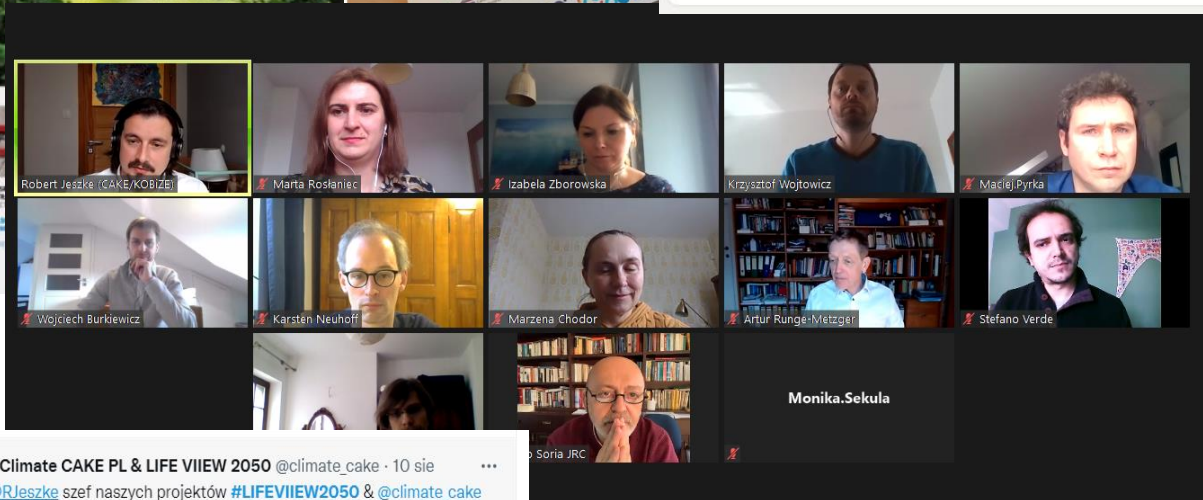 Robert Jeszke (CAKE/KOBiZE)
Marta Rosłaniec
Izabela Zborowska
Krzysztof Wojtowicz
Maciej.Pyrka
Wojciech Burkiewicz
Karsten Neuhoff
Marzena Chodor
Artur Runge-Metzger
Stefano Verde
Soria JRC
Monika.Sekula
Climate CAKE PL & LIFE VIIEW 2050 @climate_cake · 10 sie ...
RJeszke szef naszych projektów #LIFEVIIEW2050 & @climate_cake